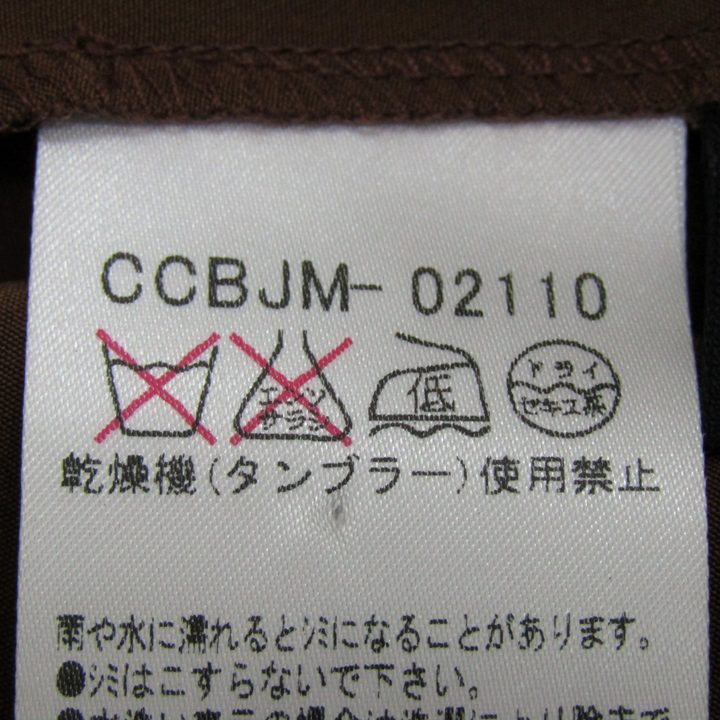 CCBJM- 02110
エンソ サラシ
低
ドライ
セキユ系
乾燥機(タンブラー)使用禁止
雨や水に濡れるとシミになることがあります。
●シミはこすらないで下さい。